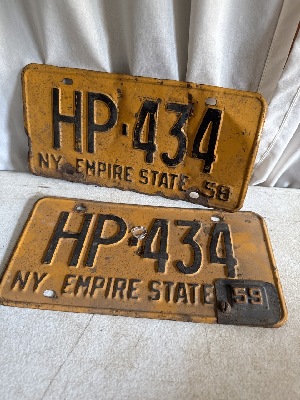 HP·434
NY EMPIRE STATE 58
HP·434
NY EMPIRE STATE 59